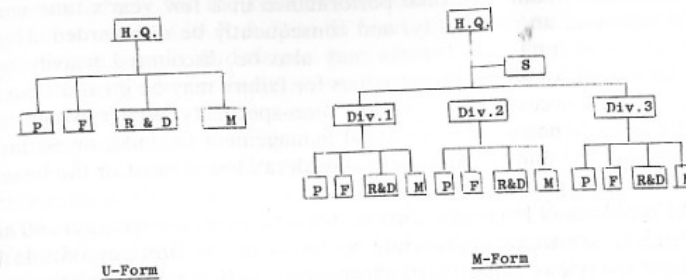 H.Q.
P F R & D M
U-Form
H.Q.
S
Div.1 Div.2 Div.3
P F R&D M P F R&D M P F R&D M
M-Form